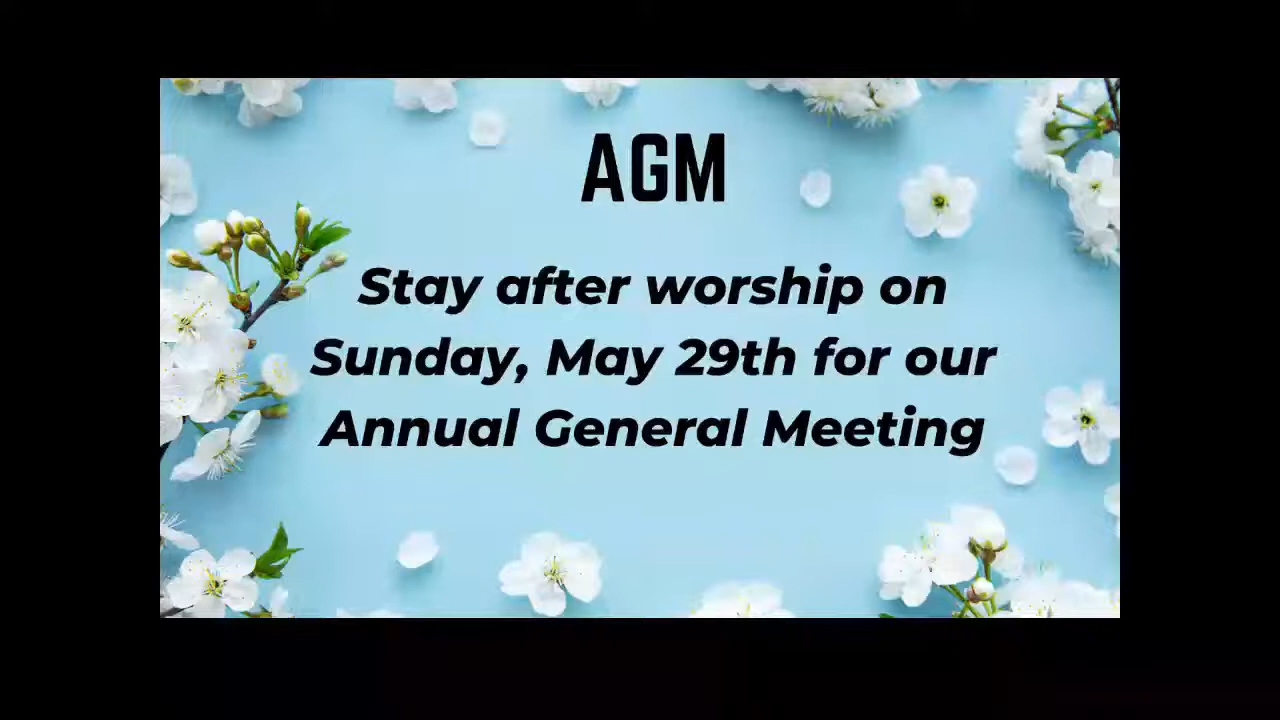 AGM
Stay after worship on
Sunday, May 29th for our
Annual General Meeting